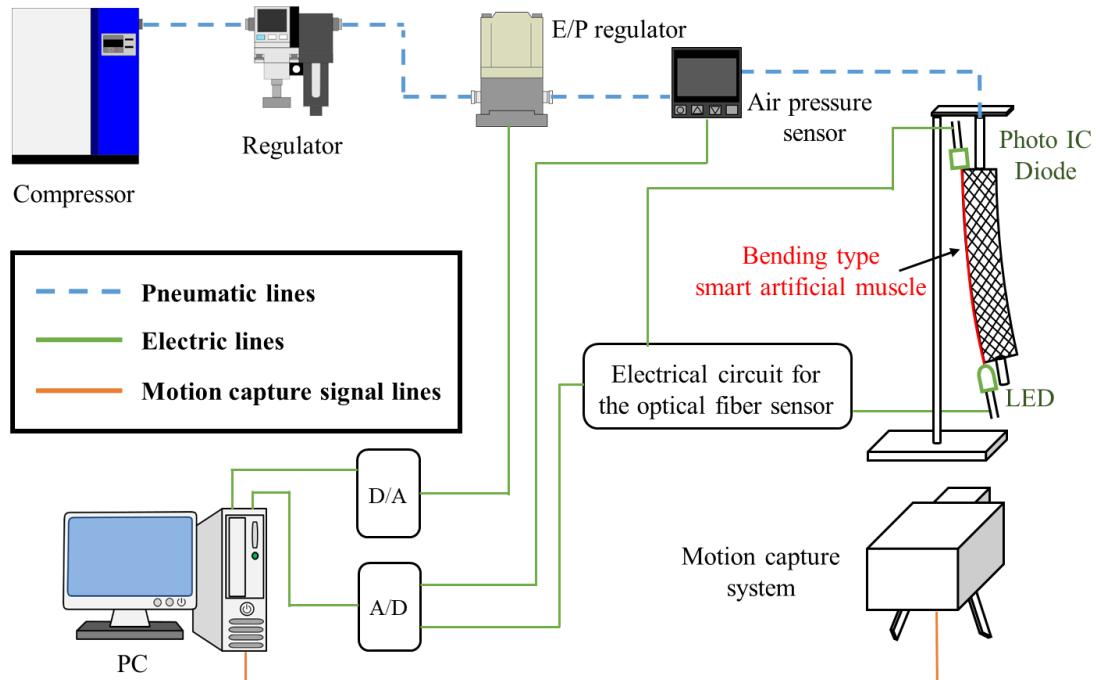 E/P regulator
Air pressure
sensor
Regulator
Compressor
Photo IC
Diode
Bending type
smart artificial muscle
Pneumatic lines
Electric lines
Motion capture signal lines
Electrical circuit for
the optical fiber sensor
LED
D/A
A/D
Motion capture
system
PC